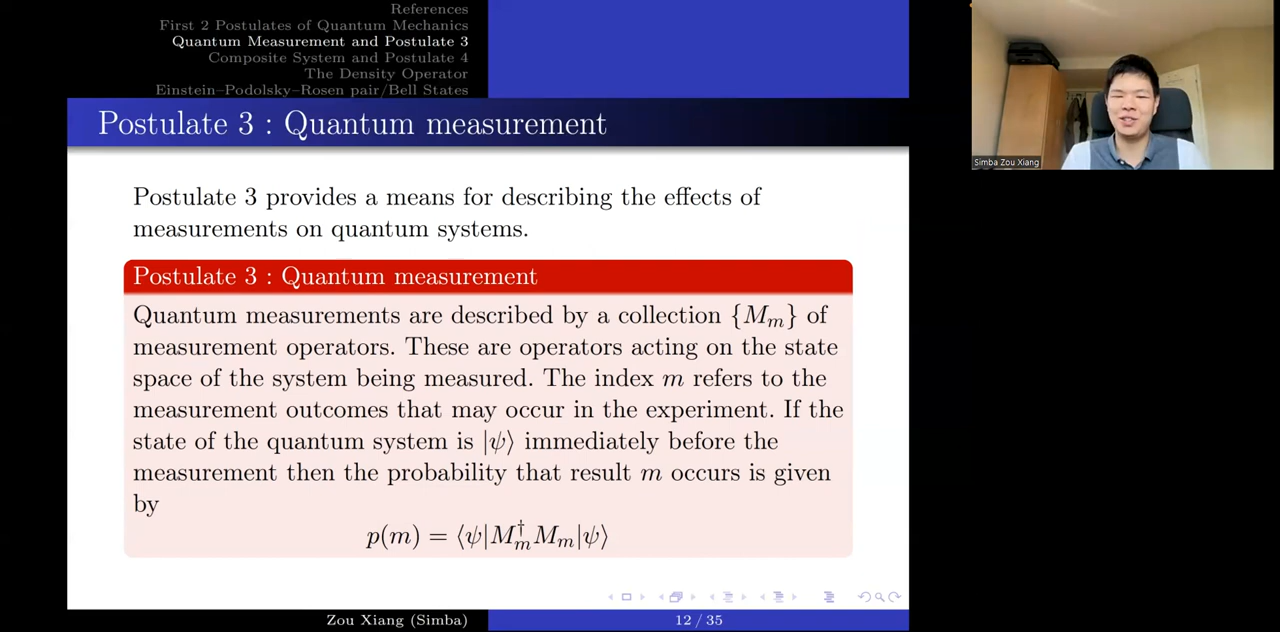 References
First 2 Postulates of Quantum Mechanics
Quantum Measurement and Postulate 3
Composite System and Postulate 4
The Density Operator
Einstein–Podolsky–Rosen pair/Bell States
Postulate 3 : Quantum measurement
Postulate 3 provides a means for describing the effects of
measurements on quantum systems.
Postulate 3 : Quantum measurement
Quantum measurements are described by a collection {Mₘ} of
measurement operators. These are operators acting on the state
space of the system being measured. The index m refers to the
measurement outcomes that may occur in the experiment. If the
state of the quantum system is |ψ⟩ immediately before the
measurement then the probability that result m occurs is given
by
p(m) = ⟨ψ|M†ₘMₘ|ψ⟩
Zou Xiang (Simba)
12 / 35
Simba Zou Xiang